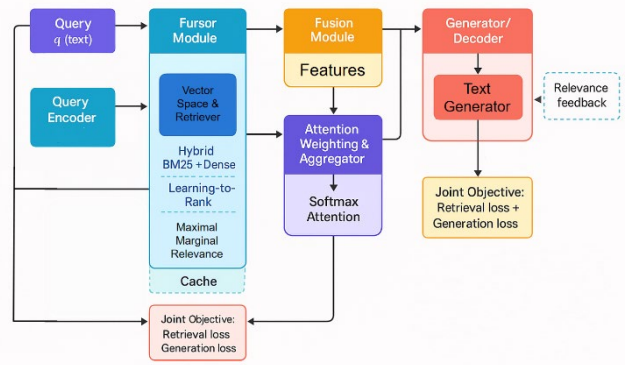 Query
q (text)
Fursor
Module
Fusion
Module
Generator/
Decoder
Query
Encoder
Vector
Space &
Retriever
Hybrid
BM25 + Dense
Learning-to-
Rank
Maximal
Marginal
Relevance
Cache
Features
Attention
Weighting &
Aggregator
Softmax
Attention
Text
Generator
Relevance
feedback
Joint Objective:
Retrieval loss +
Generation loss
Joint Objective:
Retrieval loss
Generation loss